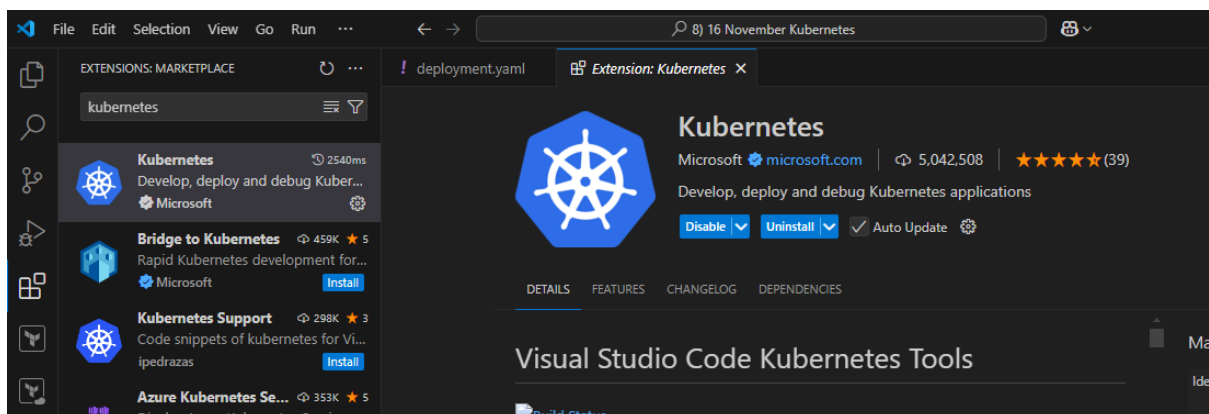 File Edit Selection View Go Run ···
8) 16 November Kubernetes
EXTENSIONS: MARKETPLACE
kubernetes
Kubernetes 2540ms
Develop, deploy and debug Kuber...
Microsoft
Bridge to Kubernetes 459K ★ 5
Rapid Kubernetes development for...
Microsoft Install
Kubernetes Support 298K ★ 3
Code snippets of kubernetes for Vi...
ipedrazas Install
Azure Kubernetes Se... 353K ★ 5
! deployment.yaml Extension: Kubernetes
Kubernetes
Microsoft microsoft.com 5,042,508 (39)
Develop, deploy and debug Kubernetes applications
Disable Uninstall Auto Update
DETAILS FEATURES CHANGELOG DEPENDENCIES
Visual Studio Code Kubernetes Tools
Build Status
Ma
Ide